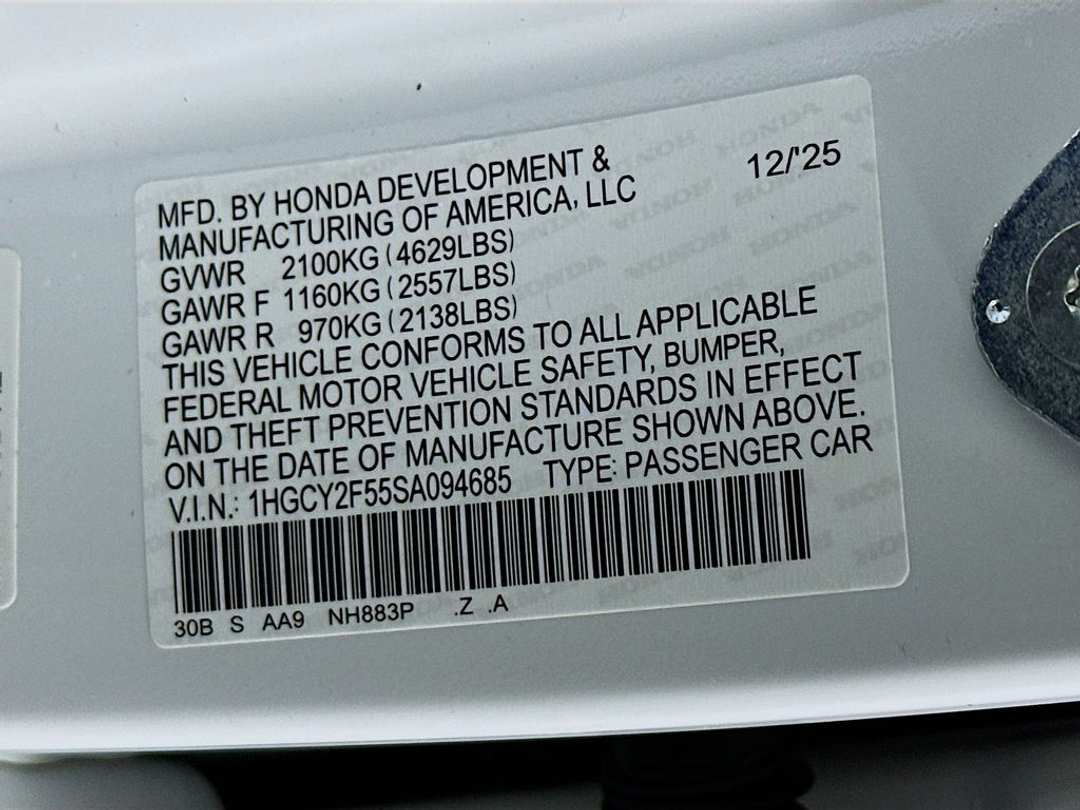 MFD. BY HONDA DEVELOPMENT & 12/'25
MANUFACTURING OF AMERICA, LLC
GVWR 2100KG (4629LBS)
GAWR F 1160KG (2557LBS)
GAWR R 970KG (2138LBS)
THIS VEHICLE CONFORMS TO ALL APPLICABLE
FEDERAL MOTOR VEHICLE SAFETY, BUMPER,
AND THEFT PREVENTION STANDARDS IN EFFECT
ON THE DATE OF MANUFACTURE SHOWN ABOVE.
V.I.N.: 1HGCY2F55SA094685 TYPE: PASSENGER CAR
30B S AA9 NH883P .Z .A